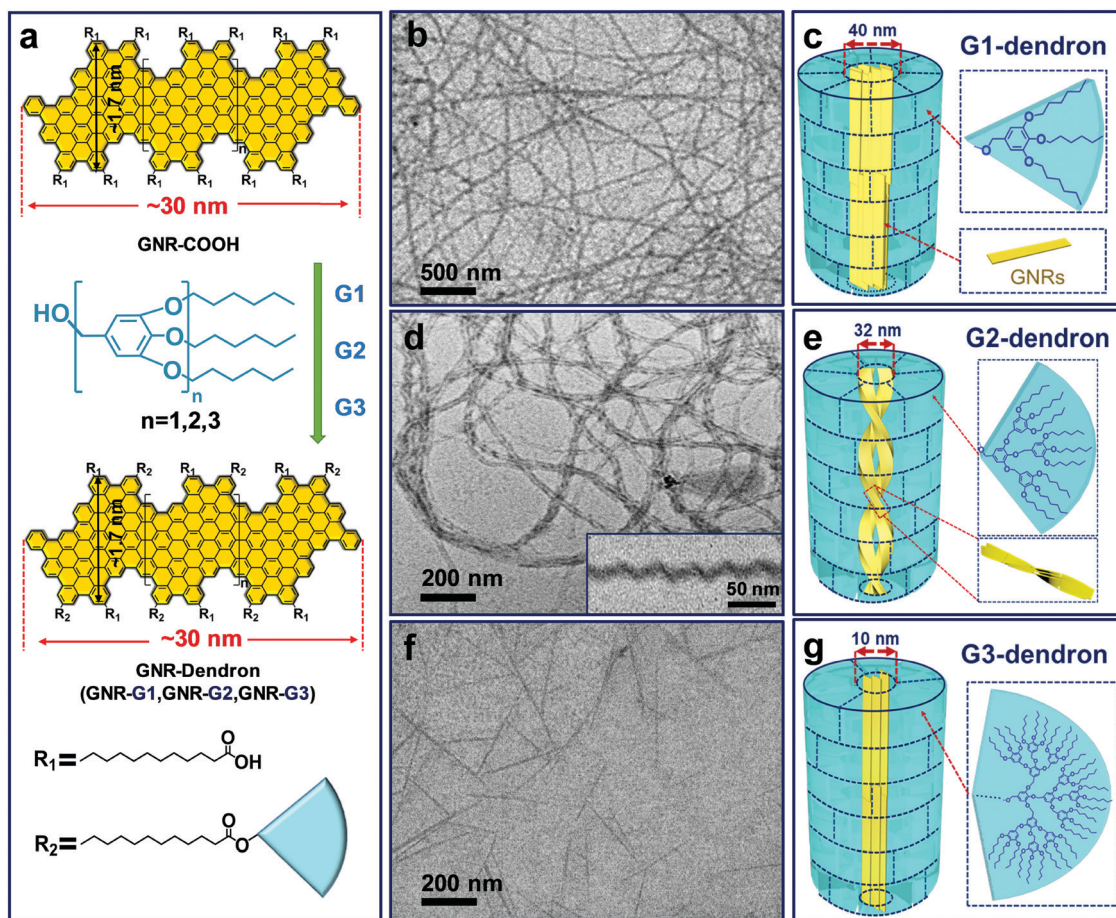 a
R1 R1 R1 R1 R1 R1
~1.7 nm
n
R1 R1 R1 R1 R1 R1
~30 nm
GNR-COOH
HO
O
O
O
n
n=1,2,3
G1
G2
G3
R1 R2 R1 R2 R1 R2
~1.7 nm
n
R2 R1 R2 R1 R2 R1
~30 nm
GNR-Dendron
(GNR-G1,GNR-G2,GNR-G3)
R1= O
OH
R2= O
O
b
500 nm
c
40 nm
G1-dendron
O
O
O
O
GNRs
d
200 nm
50 nm
e
32 nm
G2-dendron
f
200 nm
g
10 nm
G3-dendron